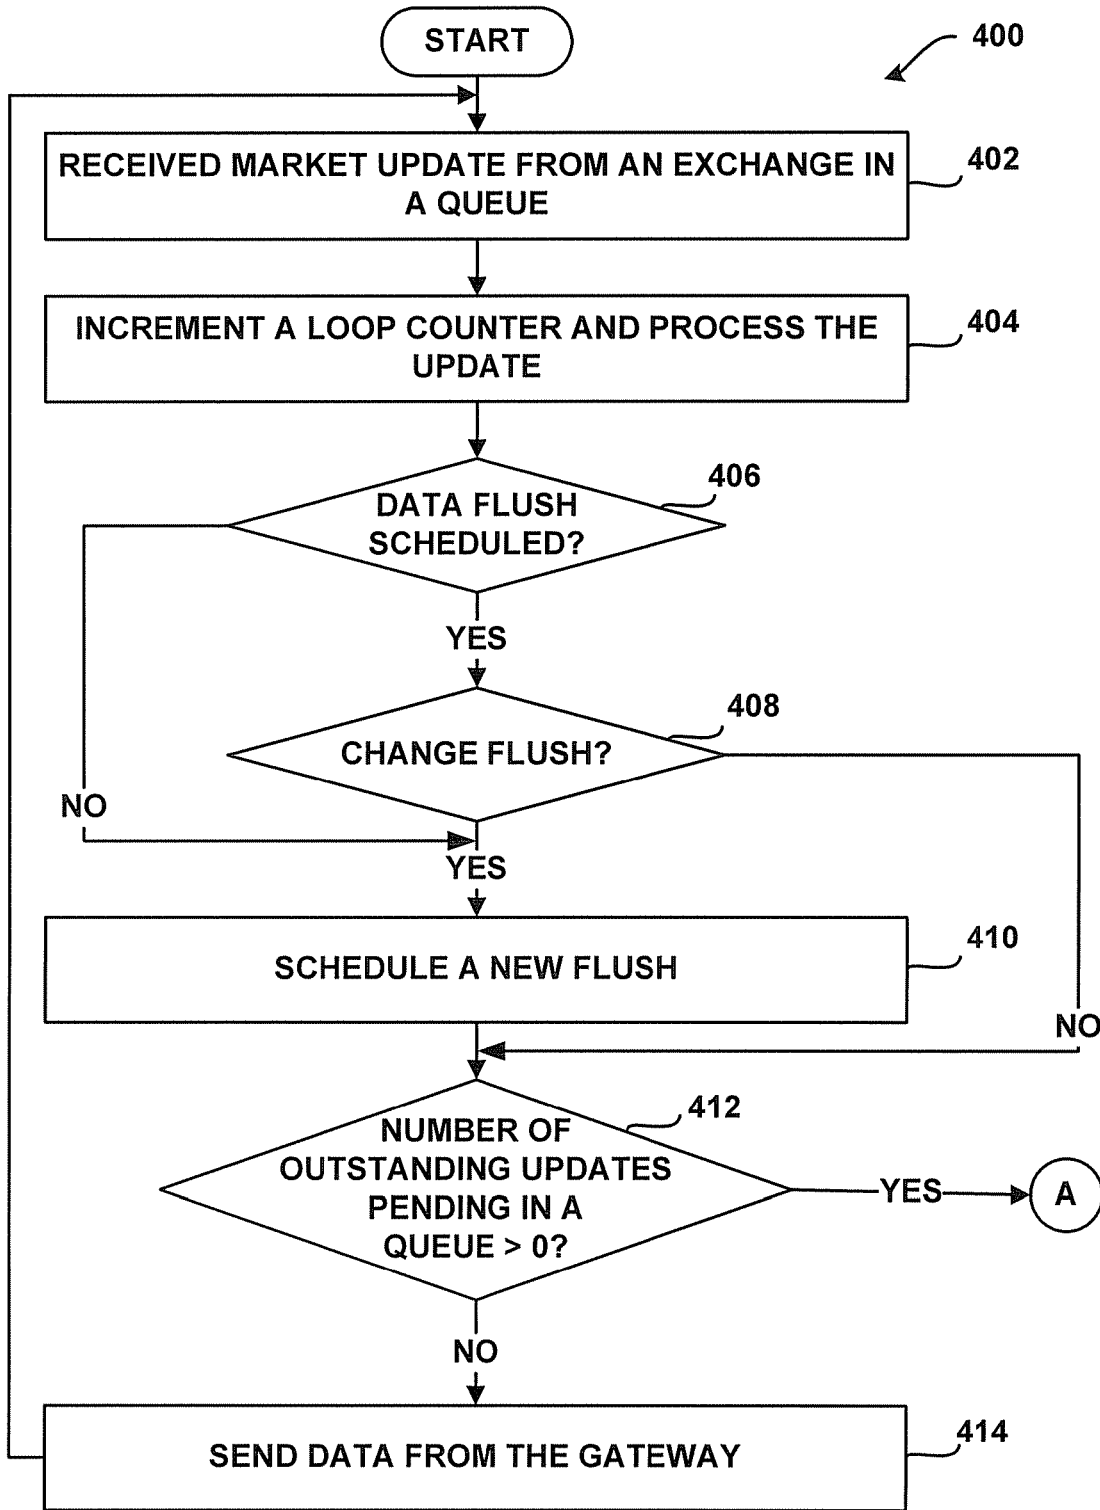 START
400
RECEIVED MARKET UPDATE FROM AN EXCHANGE IN
A QUEUE
402
INCREMENT A LOOP COUNTER AND PROCESS THE
UPDATE
404
DATA FLUSH
SCHEDULED?
406
YES
CHANGE FLUSH?
408
NO
YES
SCHEDULE A NEW FLUSH
410
NO
NUMBER OF
OUTSTANDING UPDATES
PENDING IN A
QUEUE > 0?
412
YES
A
NO
SEND DATA FROM THE GATEWAY
414